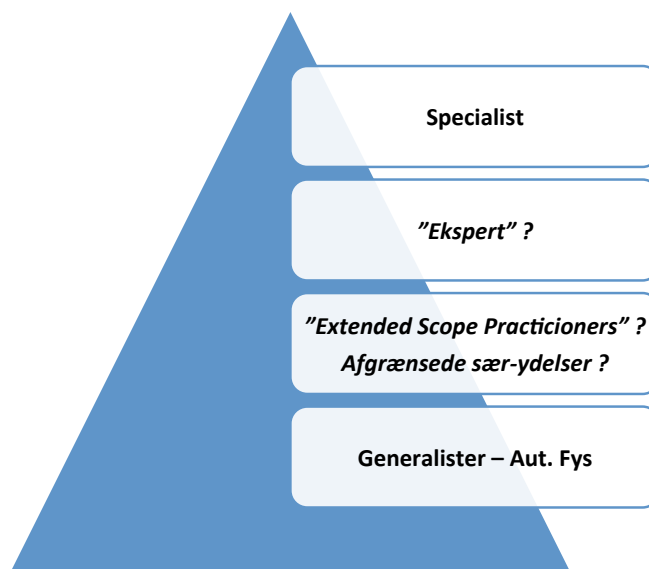 Specialist
”Ekspert” ?
”Extended Scope Practicioners” ?
Afgrænsede sær-ydelser ?
Generalister – Aut. Fys